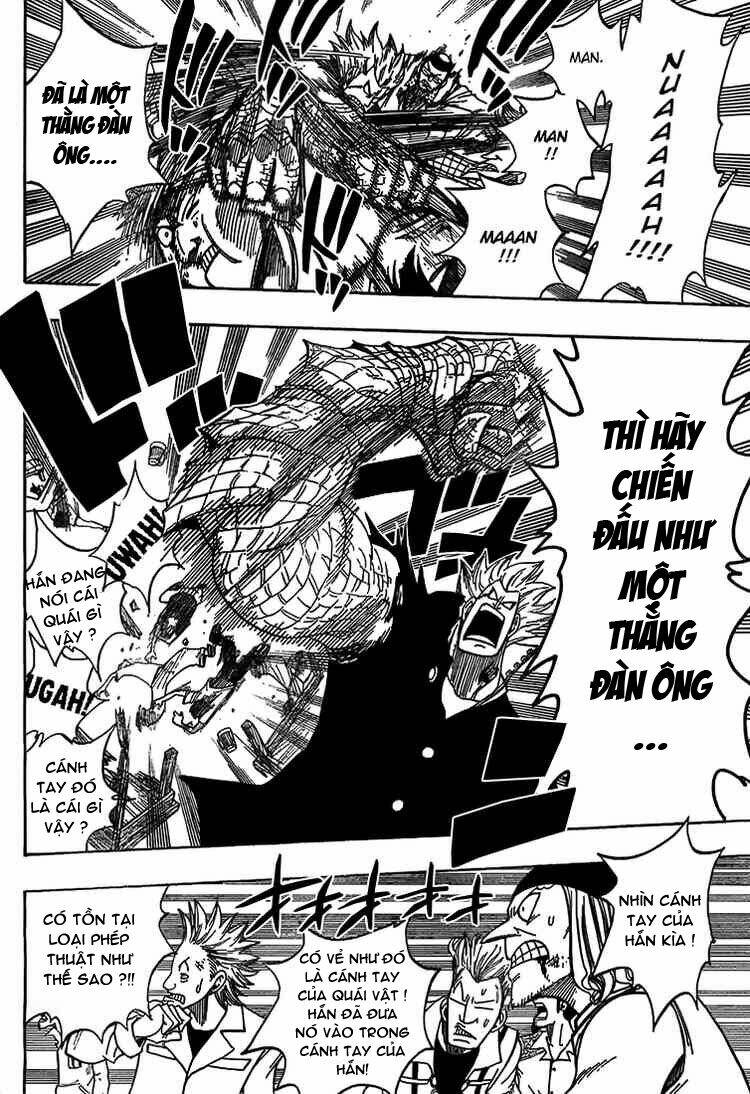 NUAAAAAH
!!!!
MAN.
MAN
!!
MAAAN
!!!
ĐÃ LÀ MỘT
THẰNG ĐÀN
ÔNG....
THÌ HÃY
CHIẾN
ĐẤU NHƯ
MỘT
THẰNG
ĐÀN ÔNG
...
UWAH!
HẮN ĐANG
NÓI CÁI
QUÁI GÌ
VẬY ?
UGAH!
CÁNH
TAY ĐÓ
LÀ CÁI GÌ
VẬY ?
NHÌN CÁNH
TAY CỦA
HẮN KÌA !
CÓ VẺ NHƯ ĐÓ
LÀ CÁNH TAY
CỦA QUÁI VẬT !
HẮN ĐÃ ĐƯA
NÓ VÀO TRONG
CÁNH TAY CỦA
HẮN!
CÓ TỒN TẠI
LOẠI PHÉP
THUẬT NHƯ
THẾ SAO ?!!